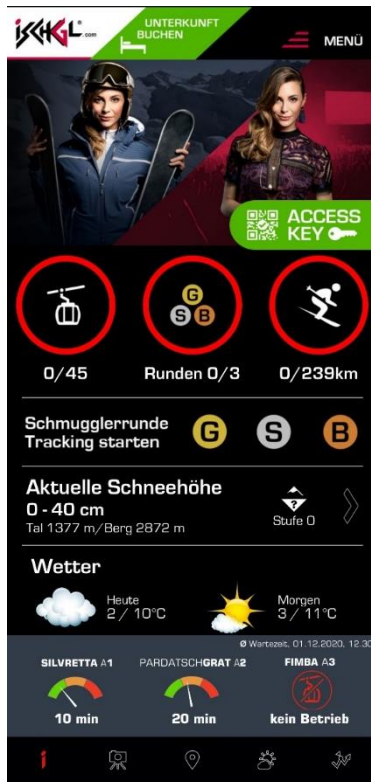 iSCHGL.com
UNTERKUNFT
BUCHEN
MENÜ
ACCESS
KEY
G
S B
0/45
Runden 0/3
0/239km
Schmugglerrunde
Tracking starten
G S B
Aktuelle Schneehöhe
0 - 40 cm
Tal 1377 m/Berg 2872 m
?
Stufe 0
Wetter
Heute
2 / 10°C
Morgen
3 / 11°C
Ø Wartezeit, 01.12.2020, 12.30
SILVRETTA A1
PARDATSCHGRAT A2
FIMBA A3
10 min
20 min
kein Betrieb
i